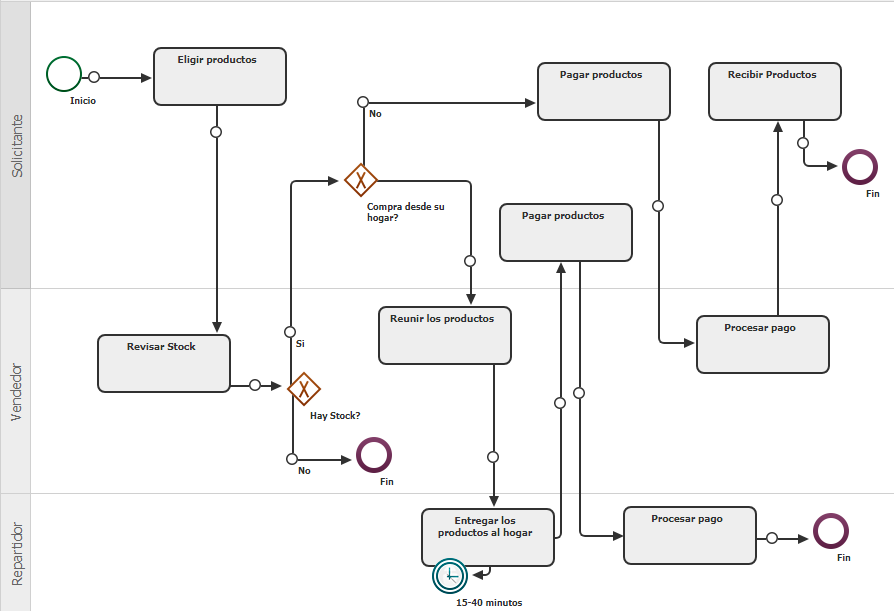 Solicitante
Inicio
Eligir productos
No
Compra desde su
hogar?
Pagar productos
Recibir Productos
Fin
Pagar productos
Vendedor
Revisar Stock
Si
Hay Stock?
No
Fin
Reunir los productos
Procesar pago
Repartidor
Entregar los
productos al hogar
15-40 minutos
Procesar pago
Fin